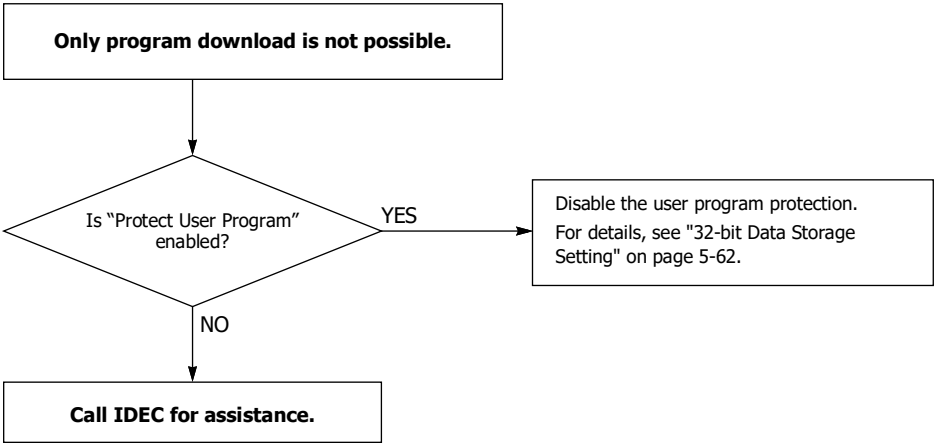 Only program download is not possible.
Is “Protect User Program”
enabled?
YES
Disable the user program protection.
For details, see "32-bit Data Storage
Setting" on page 5-62.
NO
Call IDEC for assistance.